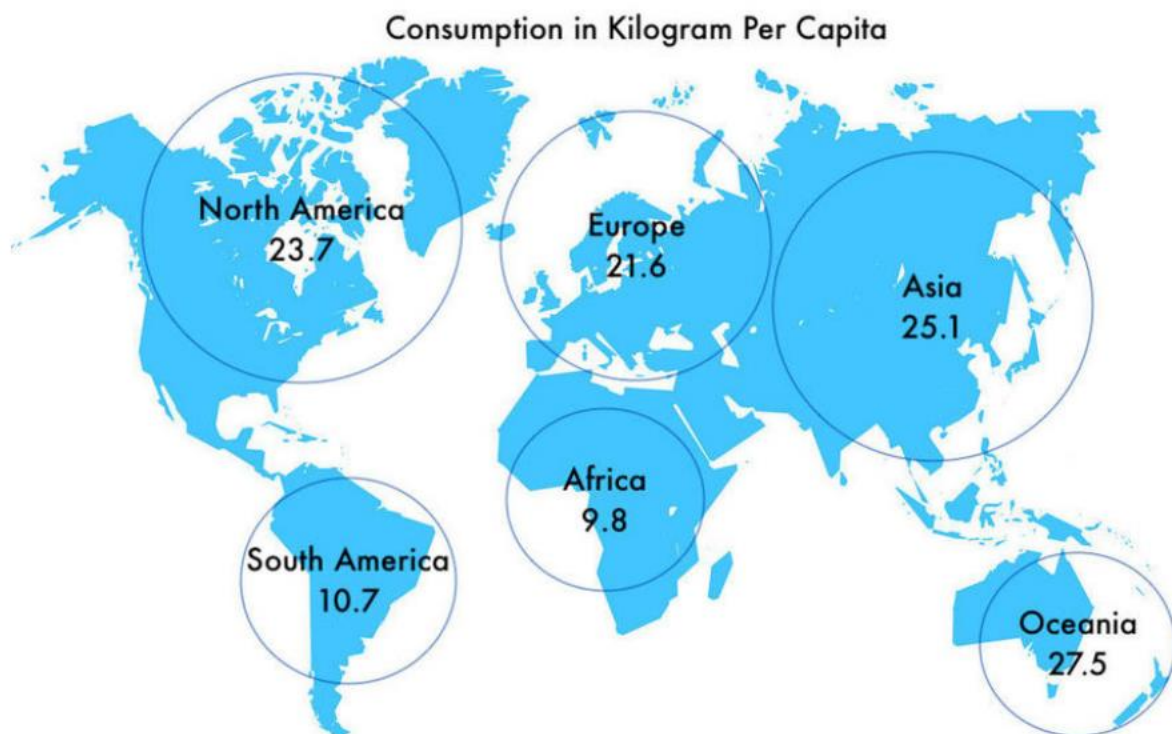 Consumption in Kilogram Per Capita
North America
23.7
Europe
21.6
Asia
25.1
Africa
9.8
South America
10.7
Oceania
27.5